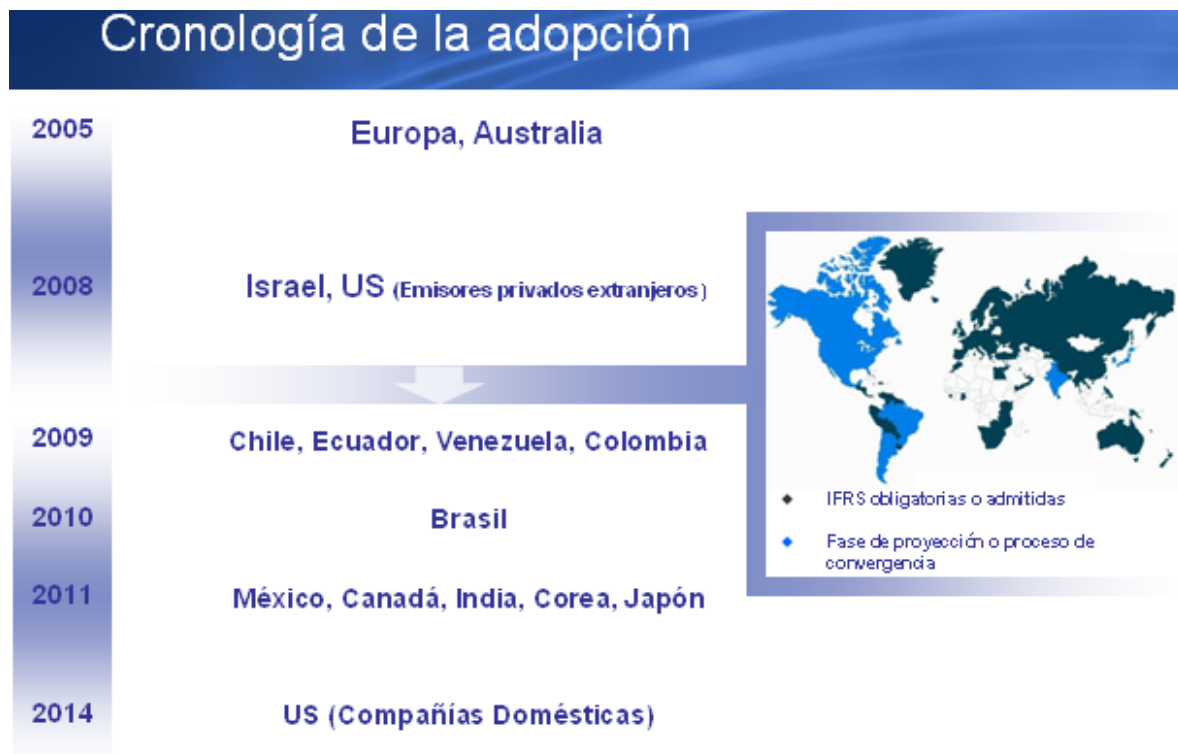 Cronología de la adopción
2005
Europa, Australia
2008
Israel, US (Emisores privados extranjeros)
2009
Chile, Ecuador, Venezuela, Colombia
2010
Brasil
2011
México, Canadá, India, Corea, Japón
2014
US (Compañías Domésticas)
IFRS obligatorias o admitidas
Fase de proyección o proceso de
convergencia